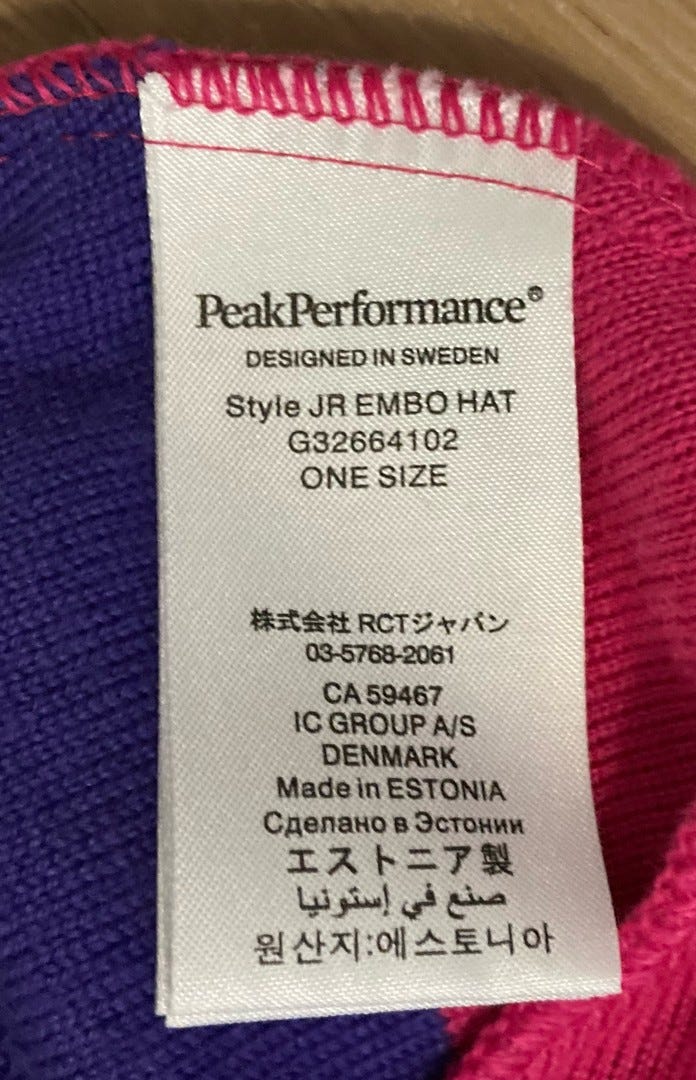 PeakPerformance®
DESIGNED IN SWEDEN
Style JR EMBO HAT
G32664102
ONE SIZE
株式会社 RCTジャパン
03-5768-2061
CA 59467
IC GROUP A/S
DENMARK
Made in ESTONIA
Сделано в Эстонии
エストニア製
صنع في إستونيا
원산지:에스토니아